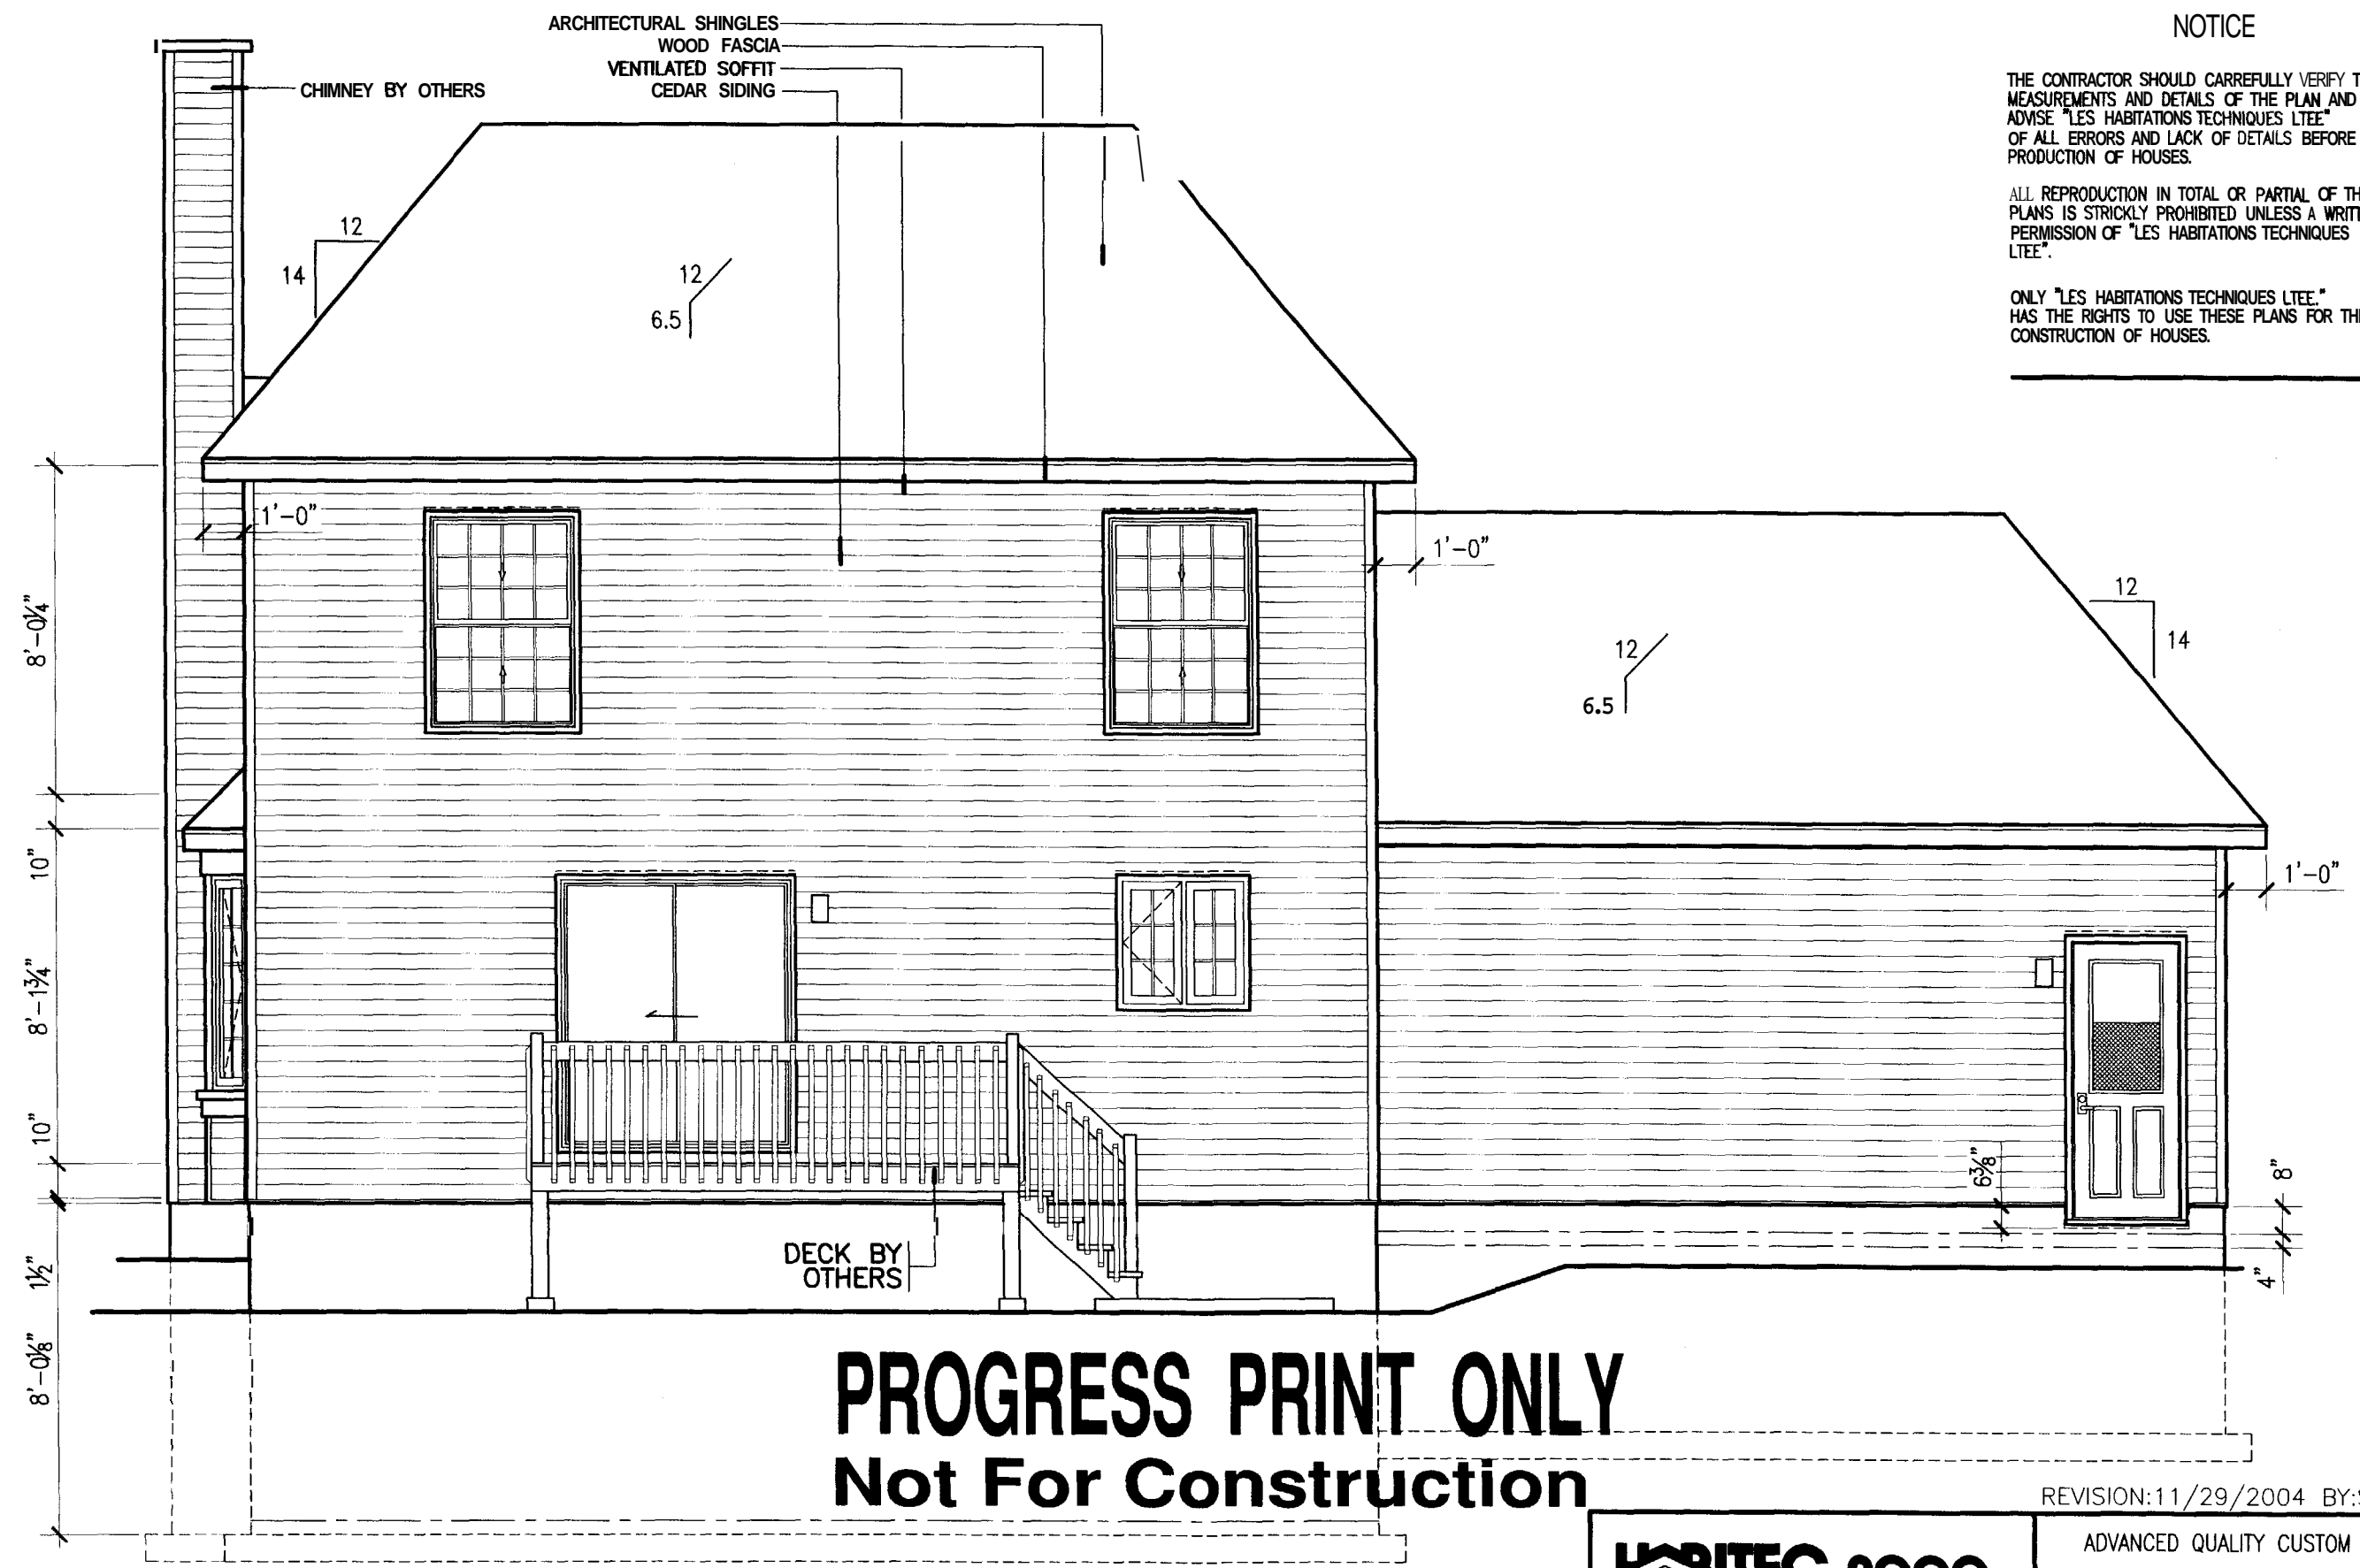 ARCHITECTURAL SHINGLES
WOOD FASCIA
VENTILATED SOFFIT
CEDAR SIDING
CHIMNEY BY OTHERS
NOTICE
THE CONTRACTOR SHOULD CARREFULLY VERIFY
MEASUREMENTS AND DETAILS OF THE PLAN AND
ADVISE "LES HABITATIONS TECHNIQUES LTEE"
OF ALL ERRORS AND LACK OF DETAILS BEFORE
PRODUCTION OF HOUSES.
ALL REPRODUCTION IN TOTAL OR PARTIAL OF
PLANS IS STRICKLY PROHIBITED UNLESS A
PERMISSION OF "LES HABITATIONS TECHNIQUES
LTEE".
ONLY "LES HABITATIONS TECHNIQUES LTEE."
HAS THE RIGHTS TO USE THESE PLANS FOR
CONSTRUCTION OF HOUSES.
12
14
12
6.5
1'-0"
1'-0"
12
14
12
6.5
1'-0"
8'-0¼"
10"
8'-1¾"
10"
1½"
8'-0⅛"
6⅜"
8"
4"
DECK BY
OTHERS
PROGRESS PRINT ONLY
Not For Construction
REVISION:11/29/2004 BY:
HABITEC 2000
ADVANCED QUALITY CUSTOM